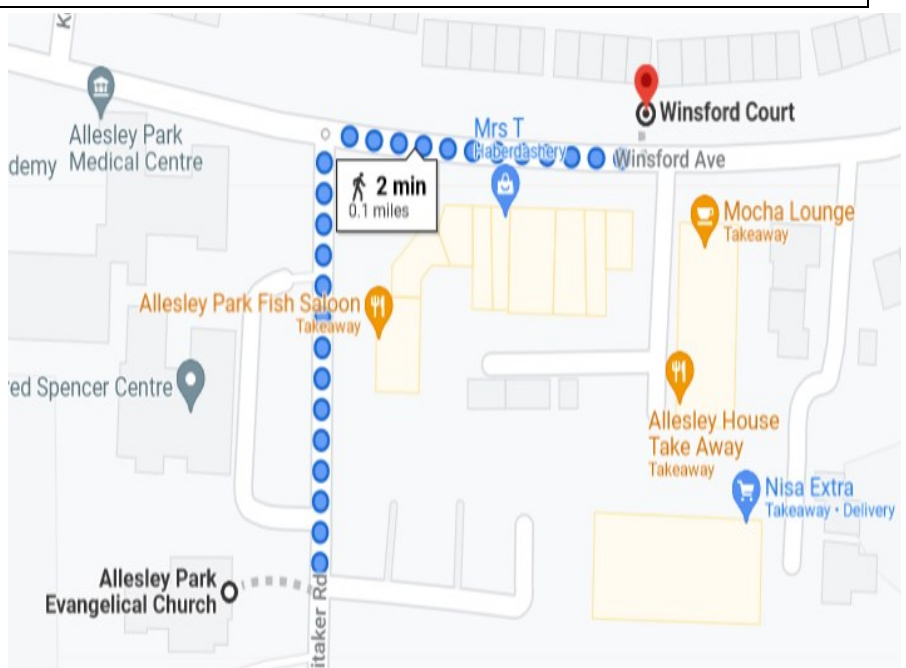 K
Allesley Park
Medical Centre
demy
Mrs T
Haberdashery
Winsford Court
Winsford Ave
2 min
0.1 miles
Mocha Lounge
Takeaway
Allesley Park Fish Saloon
Takeaway
red Spencer Centre
Allesley House
Take Away
Takeaway
Nisa Extra
Takeaway • Delivery
Allesley Park
Evangelical Church
itaker Rd